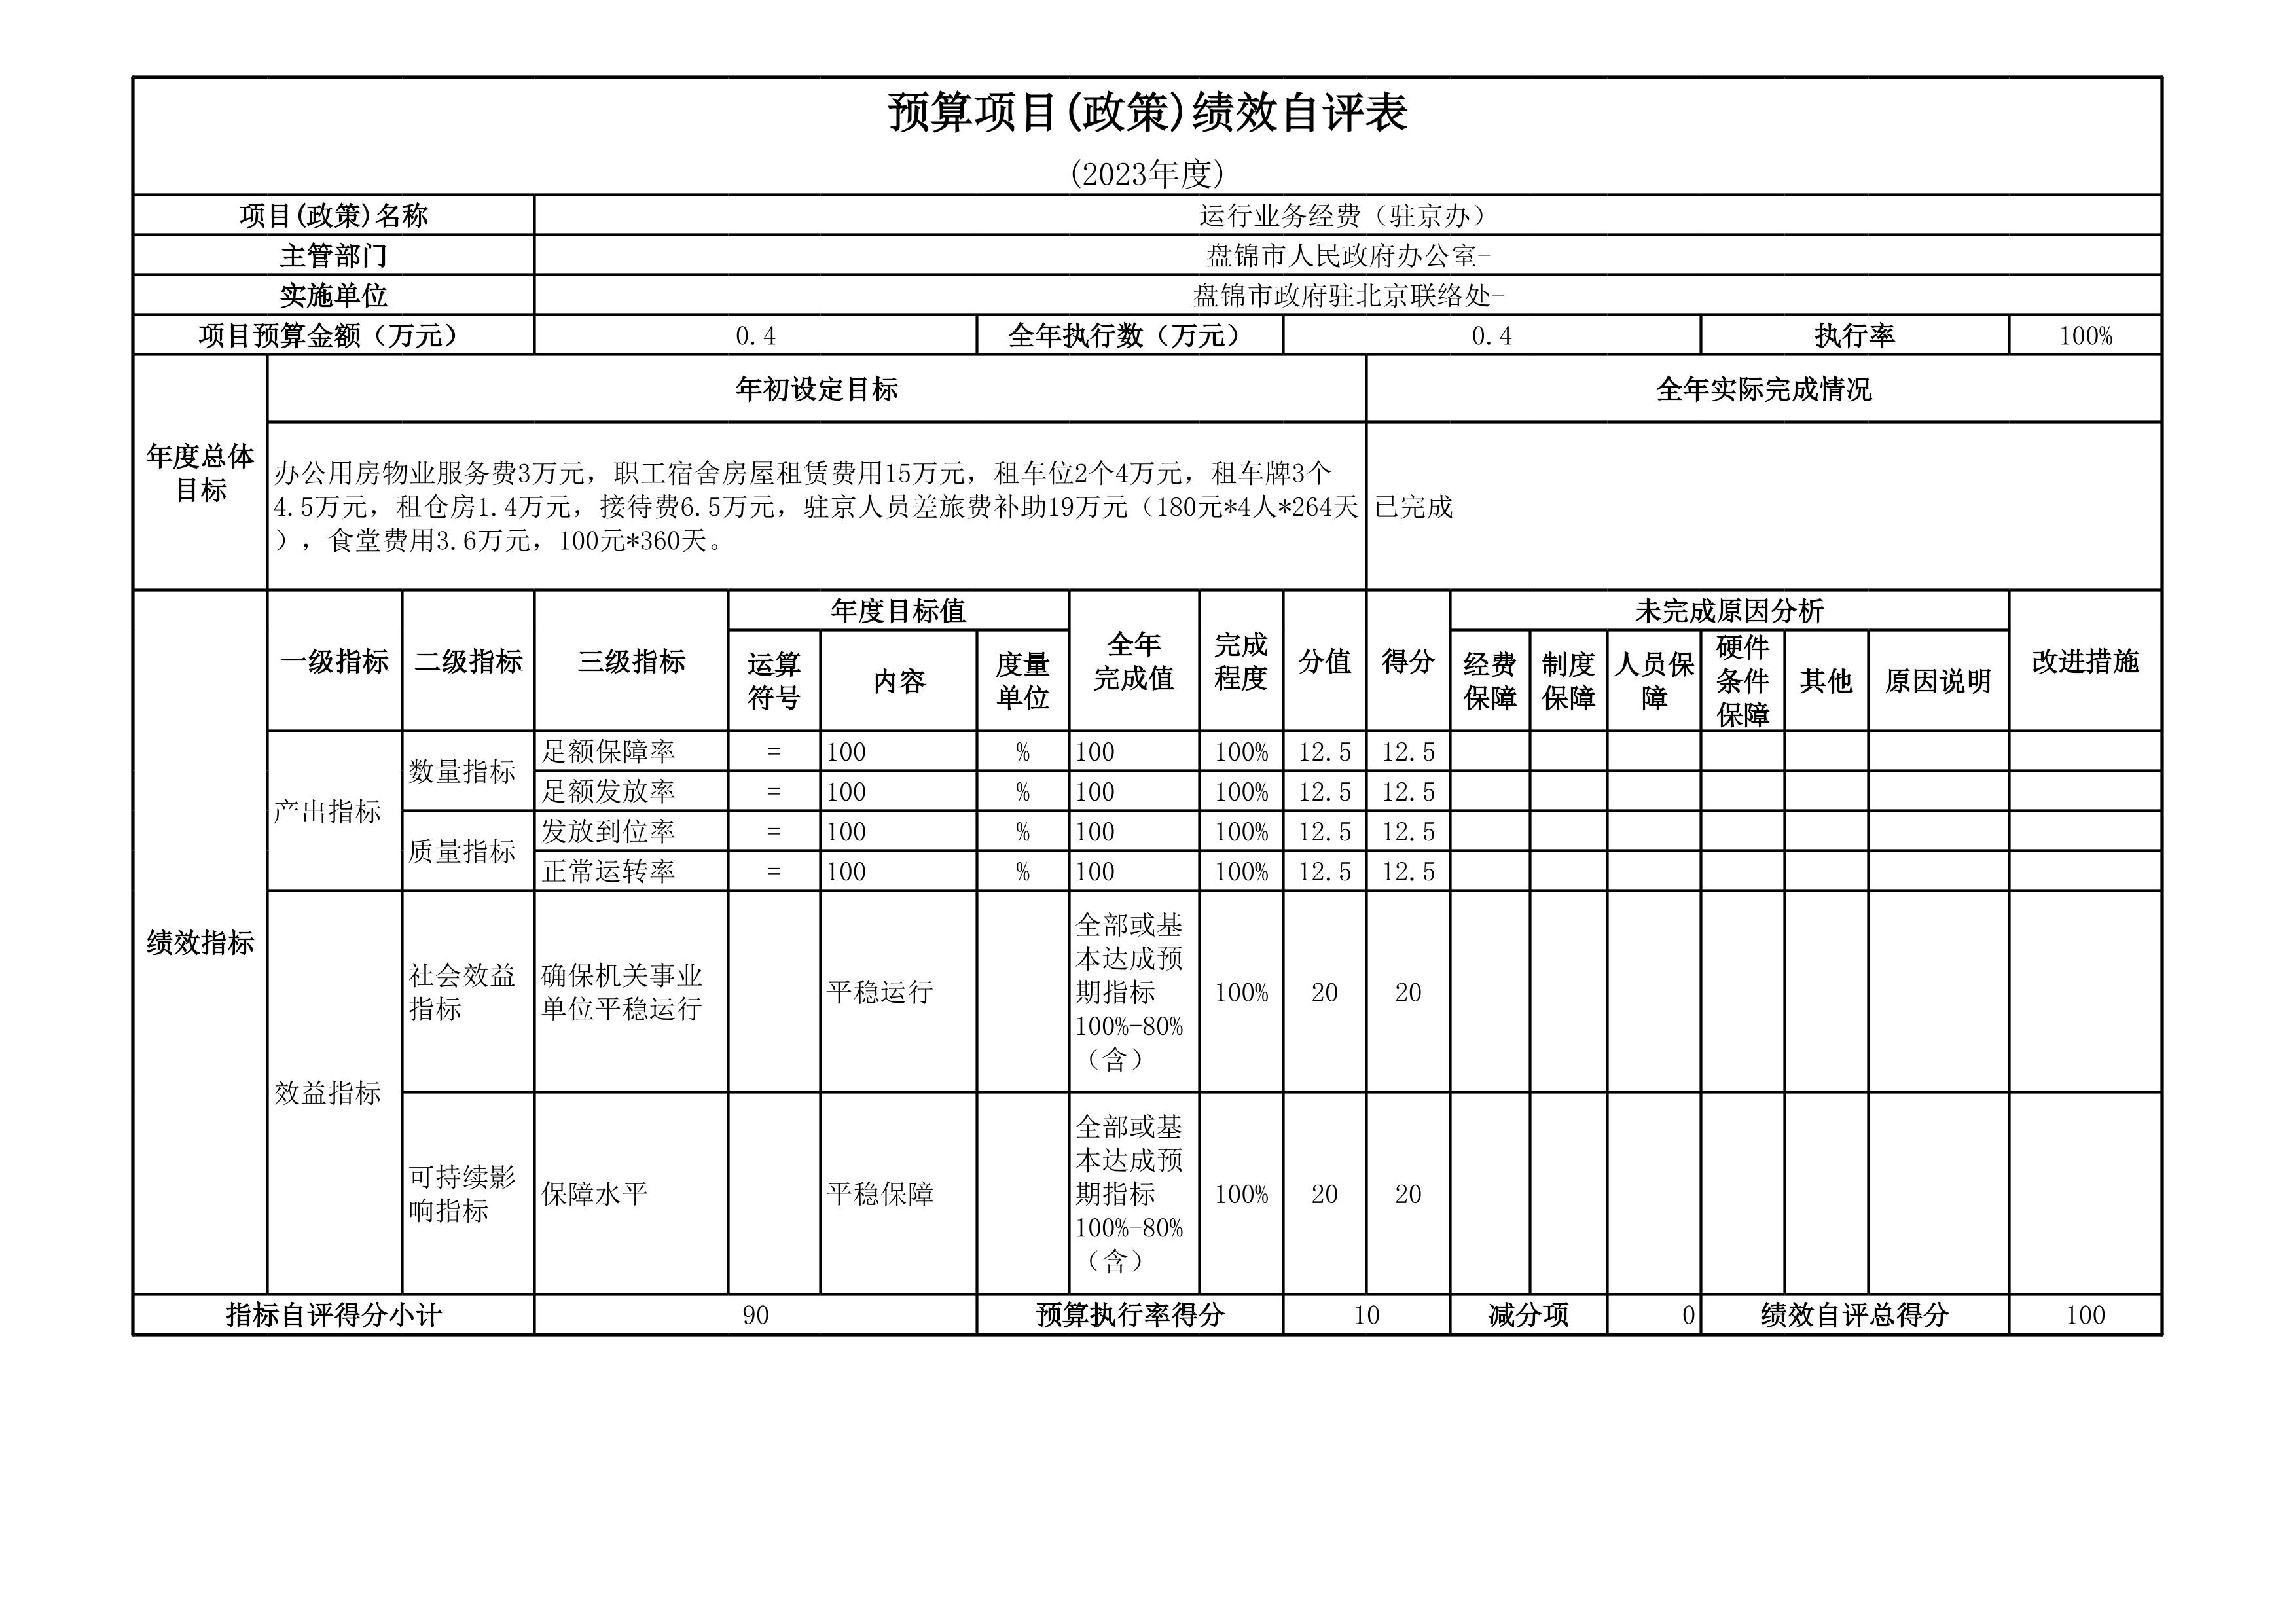 预算项目(政策)绩效自评表
(2023年度)
项目(政策)名称 运行业务经费（驻京办）
主管部门 盘锦市人民政府办公室-
实施单位 盘锦市政府驻北京联络处-
项目预算金额（万元） 0.4 全年执行数（万元） 0.4 执行率 100%
年度总体
目标
年初设定目标 全年实际完成情况
办公用房物业服务费3万元，职工宿舍房屋租赁费用15万元，租车位2个4万元，租车牌3个
4.5万元，租仓房1.4万元，接待费6.5万元，驻京人员差旅费补助19万元（180元*4人*264天
），食堂费用3.6万元，100元*360天。
已完成
绩效指标
一级指标 二级指标 三级指标 年度目标值 全年
完成值 完成
程度 分值 得分 未完成原因分析 改进措施
运算
符号 内容 度量
单位 经费
保障 制度
保障 人员保
障 硬件
条件
保障 其他 原因说明
产出指标
数量指标
足额保障率 = 100 % 100 100% 12.5 12.5
足额发放率 = 100 % 100 100% 12.5 12.5
质量指标
发放到位率 = 100 % 100 100% 12.5 12.5
正常运转率 = 100 % 100 100% 12.5 12.5
效益指标
社会效益
指标
确保机关事业
单位平稳运行
平稳运行
全部或基
本达成预
期指标
100%-80%
（含）
100% 20 20
可持续影
响指标
保障水平
平稳保障
全部或基
本达成预
期指标
100%-80%
（含）
100% 20 20
指标自评得分小计 90 预算执行率得分 10 减分项 0 绩效自评总得分 100